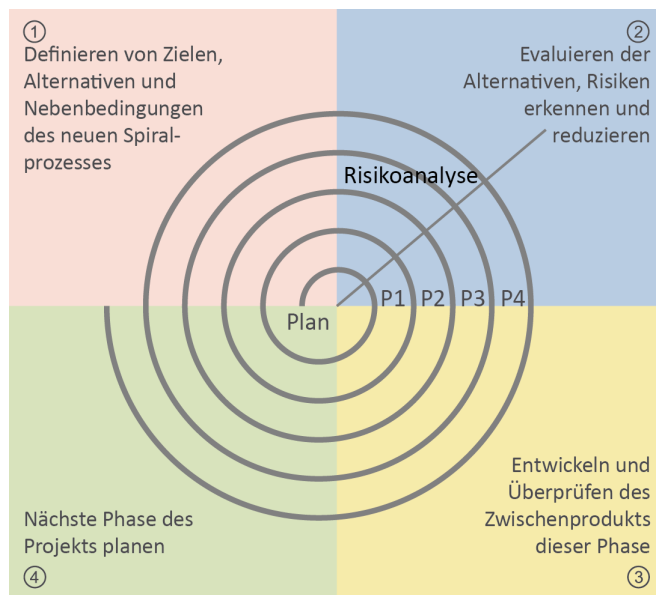 ①
Definieren von Zielen,
Alternativen und
Nebenbedingungen
des neuen Spiral-
prozesses
②
Evaluieren der
Alternativen, Risiken
erkennen und
reduzieren
Risikoanalyse
P1 P2 P3 P4
Plan
Entwickeln und
Überprüfen des
Zwischenprodukts
dieser Phase
③
Nächste Phase des
Projekts planen
④